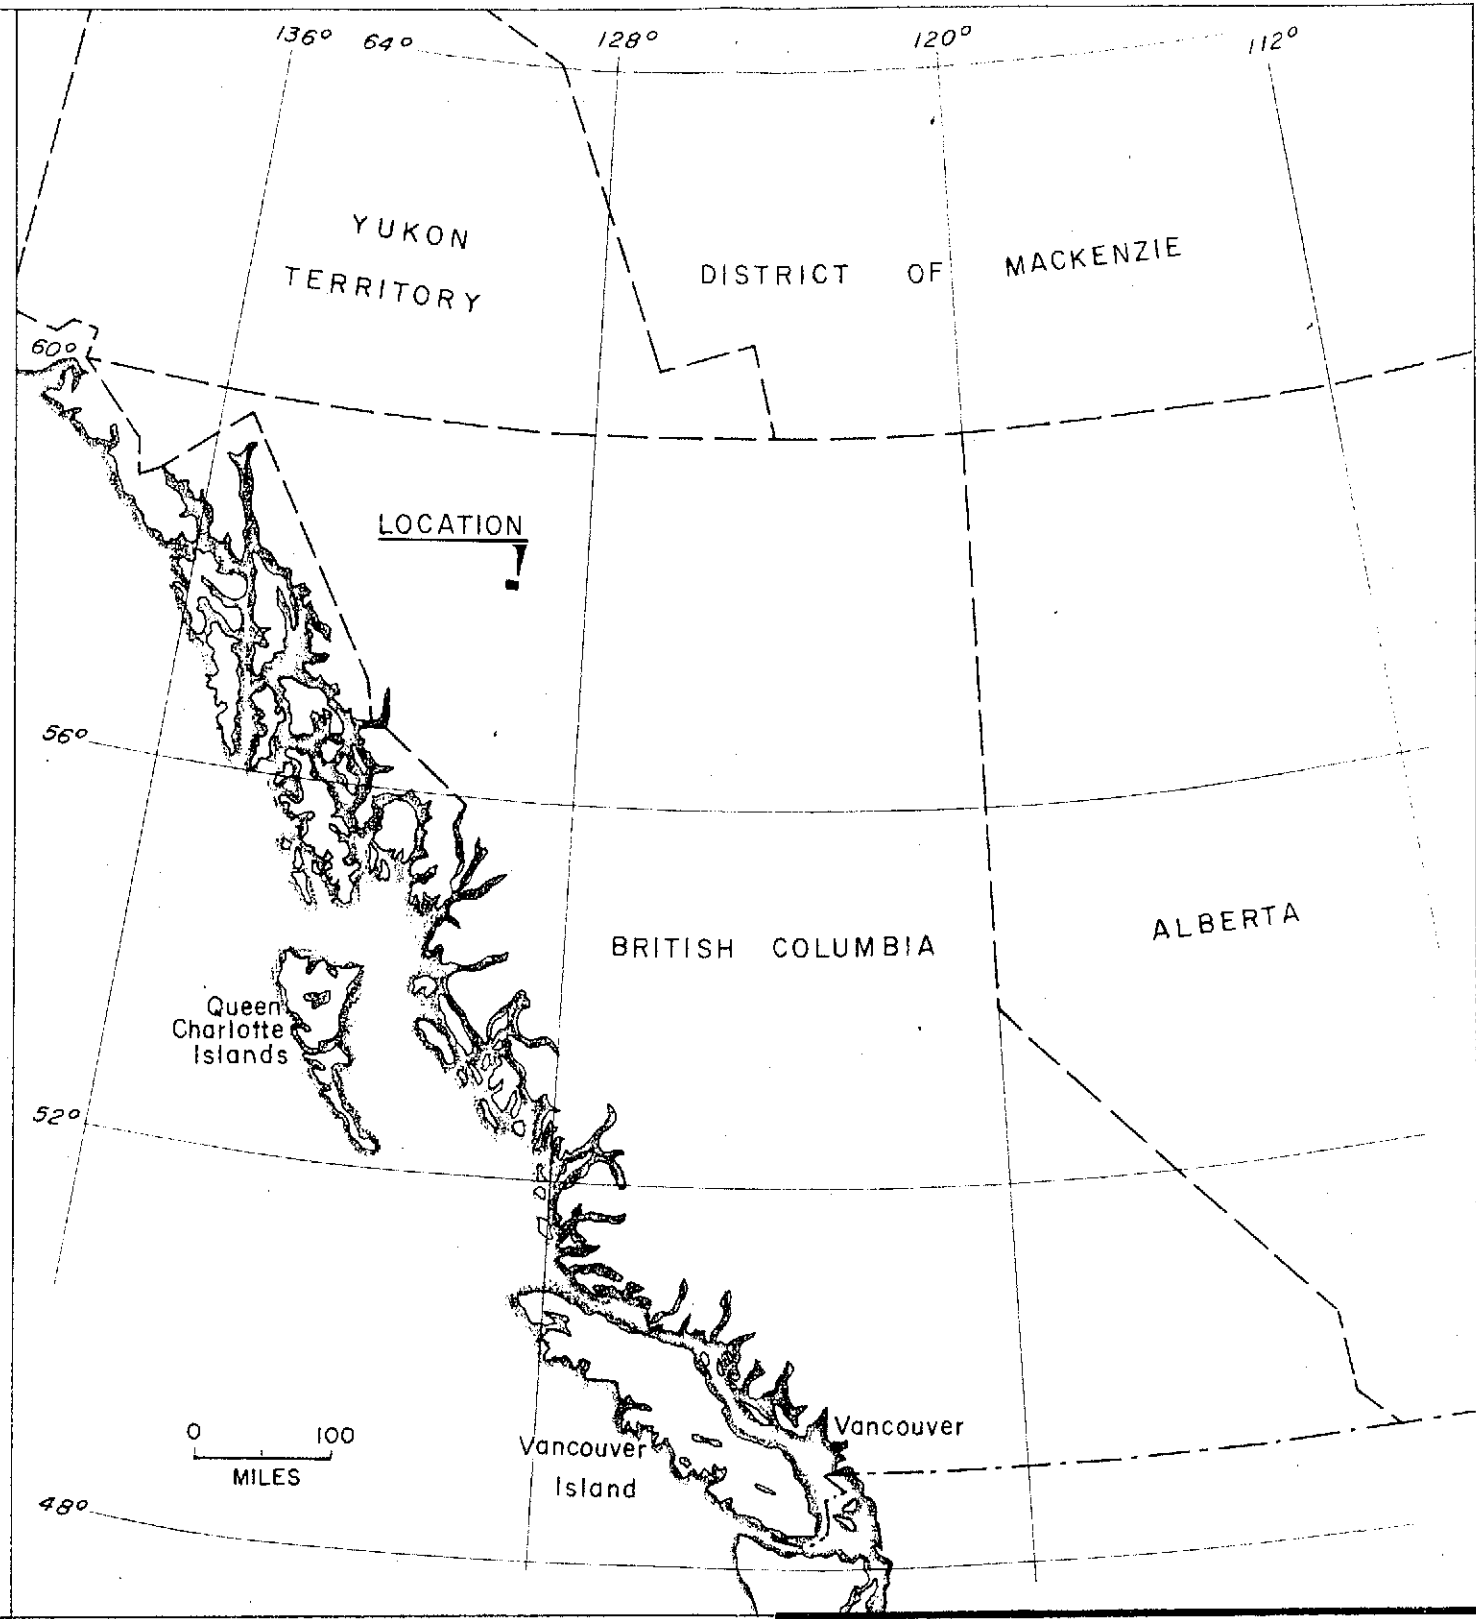 136° 64° 128° 120° 112°
YUKON
TERRITORY
DISTRICT OF MACKENZIE
60°
LOCATION
56°
BRITISH COLUMBIA
ALBERTA
Queen
Charlotte
Islands
52°
0 100
MILES
Vancouver
Vancouver
Island
48°